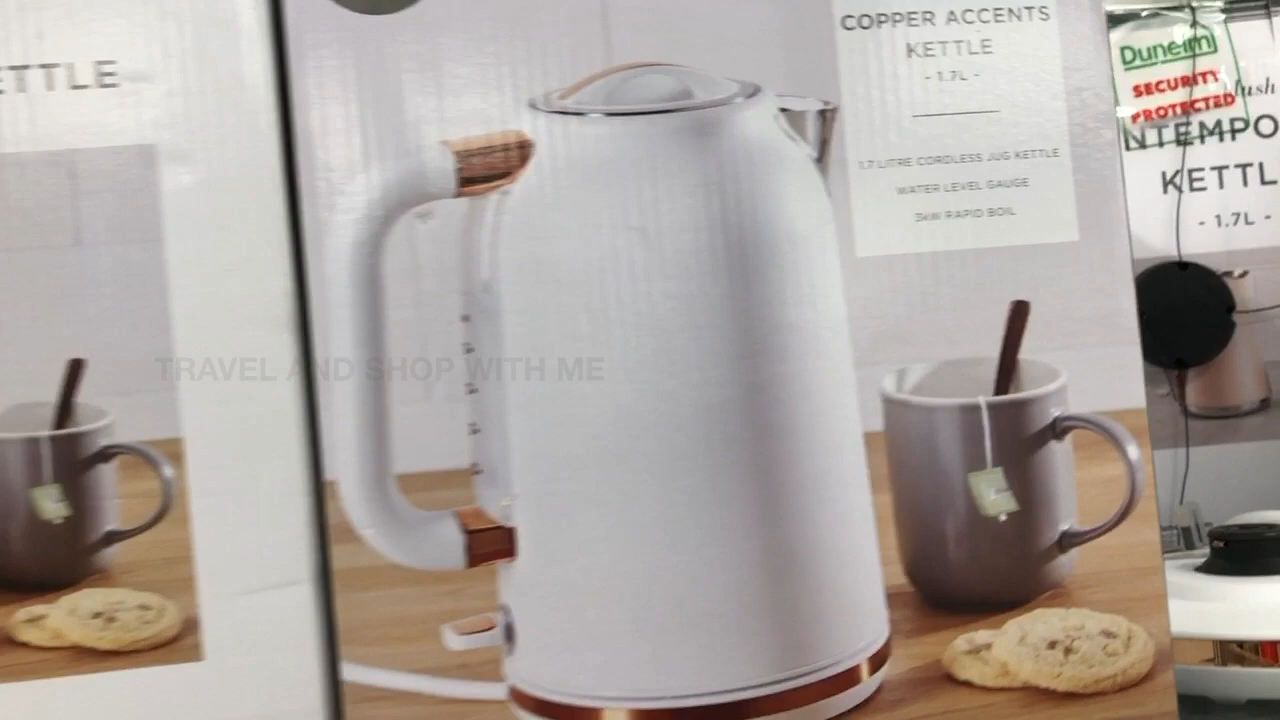 ETTLE
COPPER ACCENTS
KETTLE
- 1.7L -
1.7 LITRE CORDLESS JUG KETTLE
WATER LEVEL GAUGE
3kW RAPID BOIL
Dunelm
SECURITY
PROTECTED
lush
NTEMPO
KETTL
- 1.7L -
TRAVEL AND SHOP WITH ME